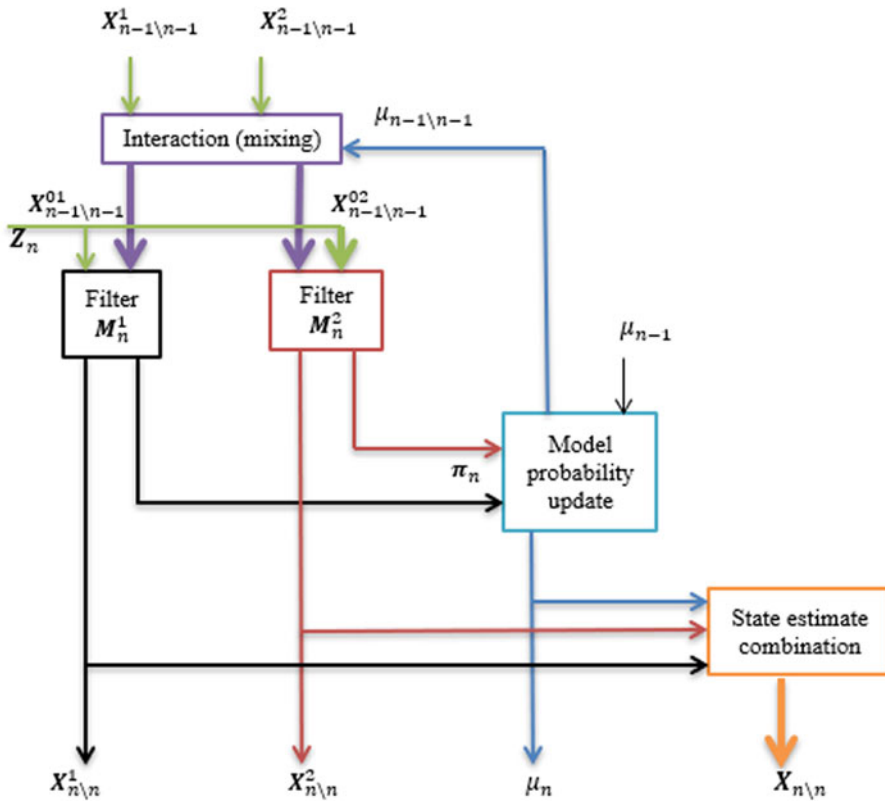 X¹ₙ₋₁\ₙ₋₁ X²ₙ₋₁\ₙ₋₁
μₙ₋₁\ₙ₋₁
Interaction (mixing)
X⁰¹ₙ₋₁\ₙ₋₁ X⁰²ₙ₋₁\ₙ₋₁
Zₙ
Filter
M¹ₙ
Filter
M²ₙ
μₙ₋₁
Model
probability
update
πₙ
State estimate
combination
X¹ₙ\ₙ X²ₙ\ₙ μₙ Xₙ\ₙ